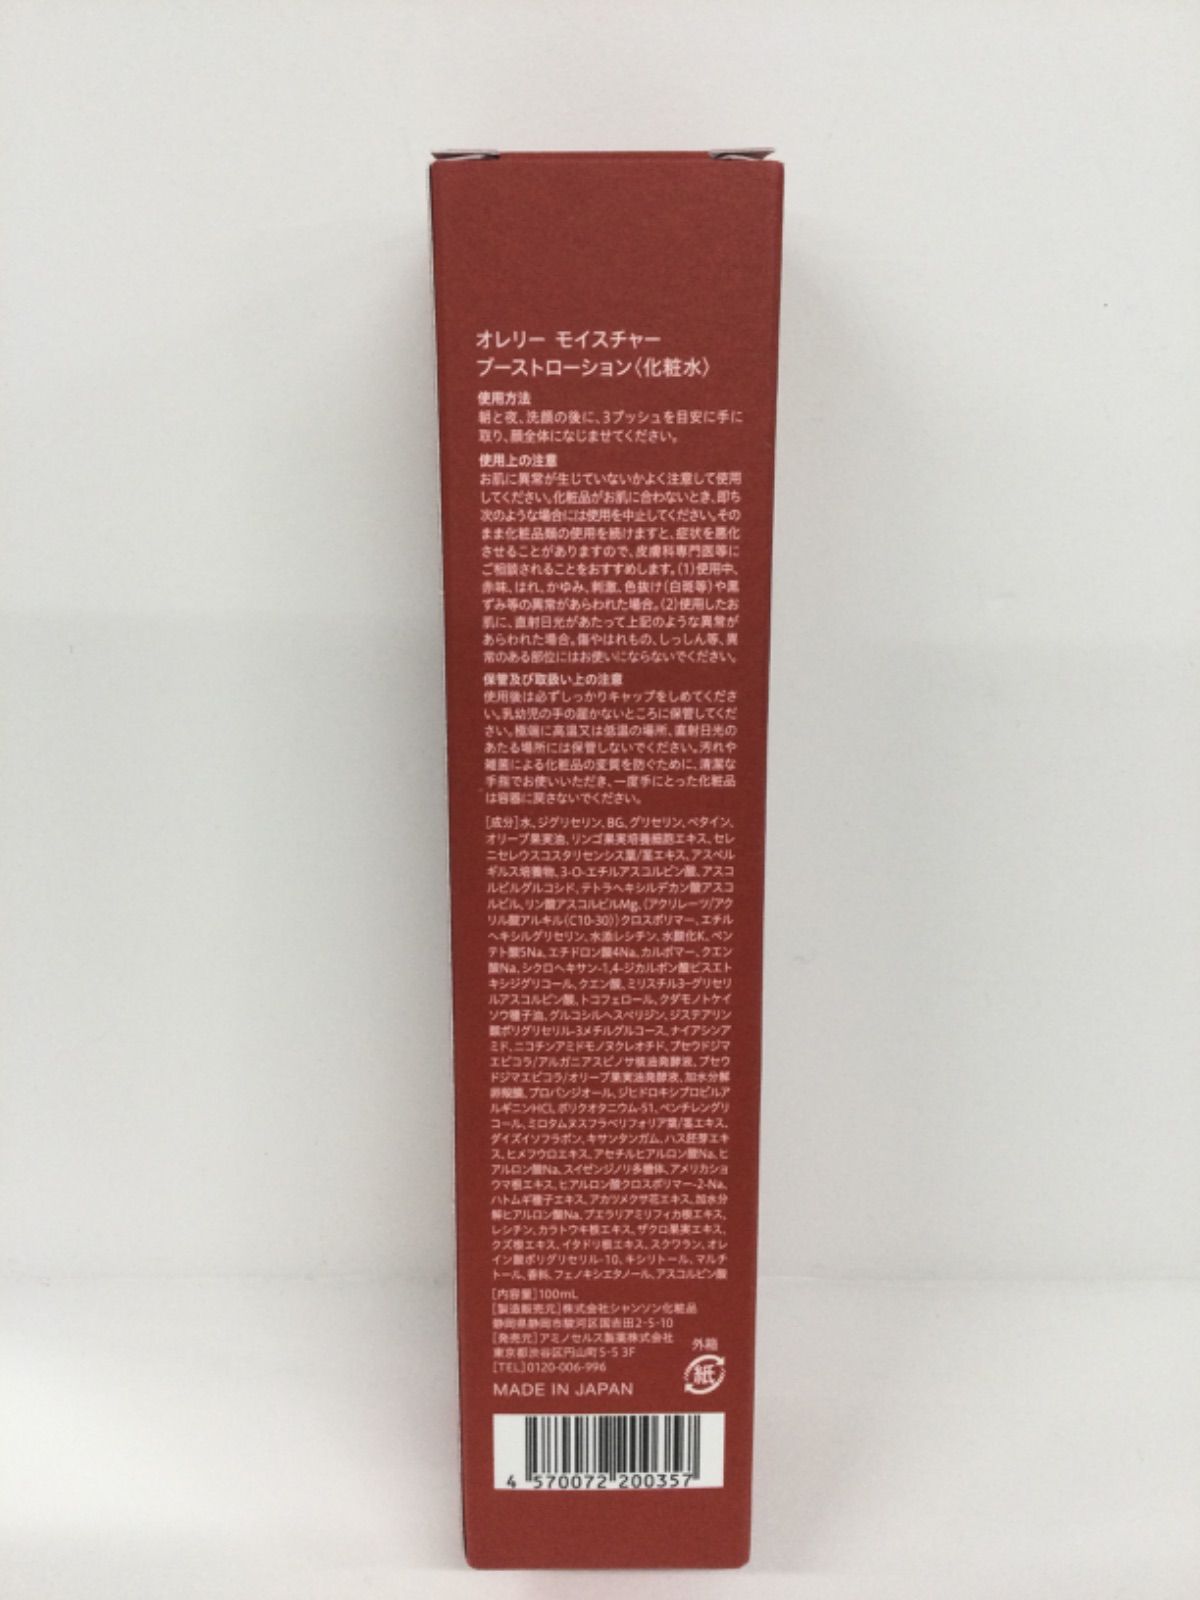 オレリー モイスチャー
ブーストローション〈化粧水〉
使用方法
朝と夜、洗顔の後に、3プッシュを目安に手に
取り、顔全体になじませてください。
使用上の注意
お肌に異常が生じていないかよく注意して使用
してください。化粧品がお肌に合わないとき、即ち
次のような場合には使用を中止してください。その
まま化粧品類の使用を続けますと、症状を悪化
させることがありますので、皮膚科専門医等に
ご相談されることをおすすめします。(1)使用中、
赤味、はれ、かゆみ、刺激、色抜け(白斑等)や黒
ずみ等の異常があらわれた場合。(2)使用したお
肌に、直射日光があたって上記のような異常が
あらわれた場合。傷やはれもの、しっしん等、異
常のある部位にはお使いにならないでください。
保管及び取扱い上の注意
使用後は必ずしっかりキャップをしめてくださ
い。乳幼児の手の届かないところに保管してくだ
さい。極端に高温又は低温の場所、直射日光の
あたる場所には保管しないでください。汚れや
雑菌による化粧品の変質を防ぐために、清潔な
手指でお使いいただき、一度手にとった化粧品
は容器に戻さないでください。
[成分]水、ジグリセリン、BG、グリセリン、ベタイン、
オリーブ果実油、リンゴ果実培養細胞エキス、セレ
ニセレウスコスタリセンシス葉/茎エキス、アスペル
ギルス培養物、3-O-エチルアスコルビン酸、アスコ
ルビルグルコシド、テトラヘキシルデカン酸アスコ
ルビル、リン酸アスコルビルMg、(アクリレーツ/アク
リル酸アルキル(C10-30))クロスポリマー、エチル
ヘキシルグリセリン、水添レシチン、水酸化K、ペン
テト酸5Na、エチドロン酸4Na、カルボマー、クエン
酸Na、シクロヘキサン-1,4-ジカルボン酸ビスエト
キシジグリコール、クエン酸、ミリスチル3-グリセリ
ルアスコルビン酸、トコフェロール、クダモノトケイ
ソウ種子油、グルコシルヘスペリジン、ジステアリン
酸ポリグリセリル-3メチルグルコース、ナイアシンア
ミド、ニコチンアミドモノヌクレオチド、プセウドジマ
エピコラ/アルガニアスピノサ核油発酵液、プセウ
ドジマエピコラ/オリーブ果実油発酵液、加水分解
卵殻膜、プロパンジオール、ジヒドロキシプロピルア
ルギニンHCl、ポリクオタニウム-51、ペンチレングリ
コール、ミロタムヌスフラベリフォリア葉/茎エキス、
ダイズイソフラボン、キサンタンガム、ハス胚芽エキ
ス、ヒメフウロエキス、アセチルヒアルロン酸Na、ヒ
アルロン酸Na、スイゼンジノリ多糖体、アメリカショ
ウマ根エキス、ヒアルロン酸クロスポリマー-2-Na、
ハトムギ種子エキス、アカツメクサ花エキス、加水分
解ヒアルロン酸Na、プエラリアミリフィカ根エキス、
レシチン、カラトウキ根エキス、ザクロ果実エキス、
クズ根エキス、イタドリ根エキス、スクワラン、オレ
イン酸ポリグリセリル-10、キシリトール、マルチ
トール、香料、フェノキシエタノール、アスコルビン酸
[内容量]100mL
[製造販売元]株式会社シャンソン化粧品
静岡県静岡市駿河区国吉田2-5-10
[発売元]アミノセルス製薬株式会社
東京都渋谷区円山町5-5 3F
[TEL]0120-006-996
外箱
紙
MADE IN JAPAN
4 570072 200357